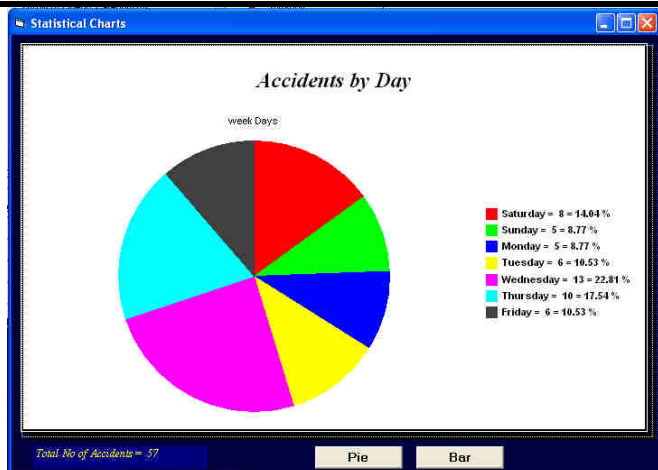 Statistical Charts
Accidents by Day
week Days
Saturday = 8 = 14.04 %
Sunday = 5 = 8.77 %
Monday = 5 = 8.77 %
Tuesday = 6 = 10.53 %
Wednesday = 13 = 22.81 %
Thursday = 10 = 17.54 %
Friday = 6 = 10.53 %
Total No of Accidents = 57
Pie
Bar